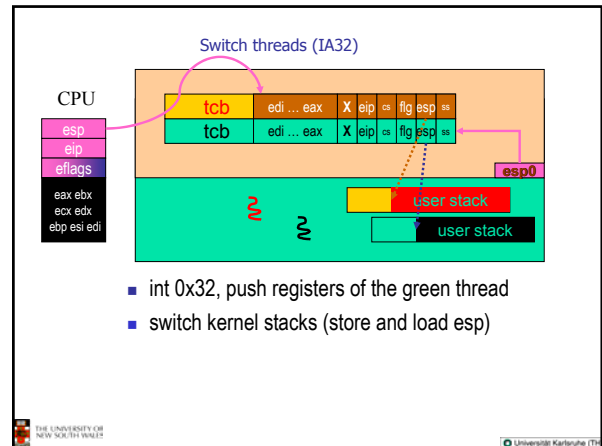 Switch threads (IA32)
CPU
esp
eip
eflags
eax ebx
ecx edx
ebp esi edi
tcb edi ... eax X eip cs flg esp ss
tcb edi ... eax X eip cs flg esp ss
esp0
user stack
user stack
int 0x32, push registers of the green thread
switch kernel stacks (store and load esp)
THE UNIVERSITY OF
NEW SOUTH WALES
© Universität Karlsruhe (TH)